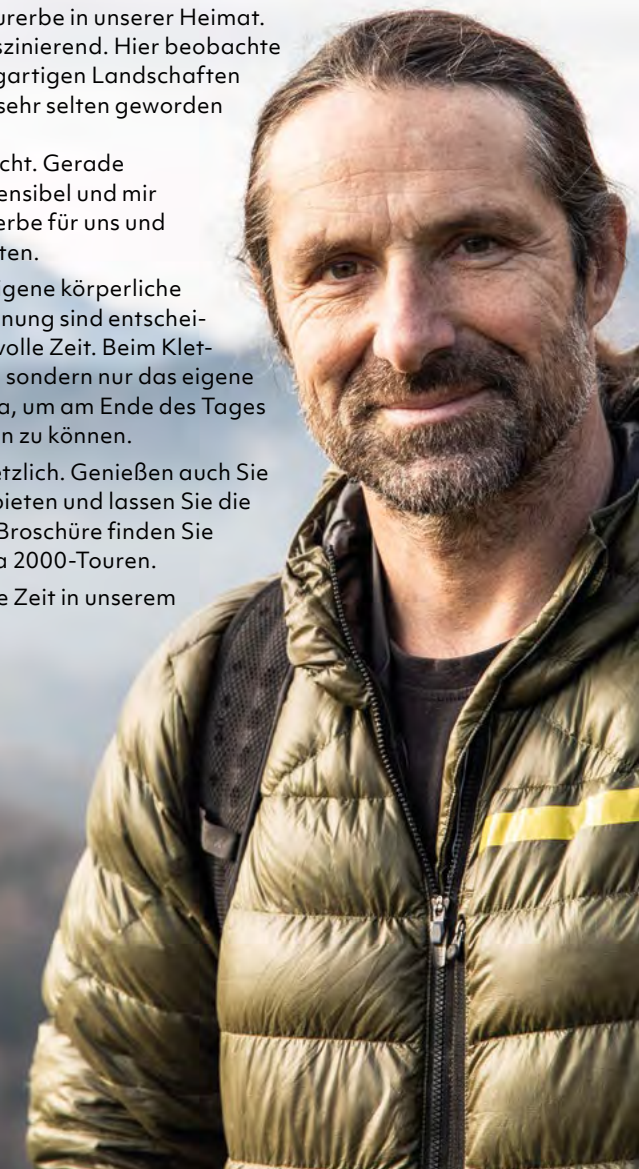 urerbe in unserer Heimat.
szinierend. Hier beobachte
gartigen Landschaften
sehr selten geworden
cht. Gerade
ensibel und mir
erbe für uns und
ten.
igene körperliche
nung sind entschei-
volle Zeit. Beim Klet-
sondern nur das eigene
a, um am Ende des Tages
n zu können.
etzlich. Genießen auch Sie
bieten und lassen Sie die
Broschüre finden Sie
a 2000-Touren.
e Zeit in unserem